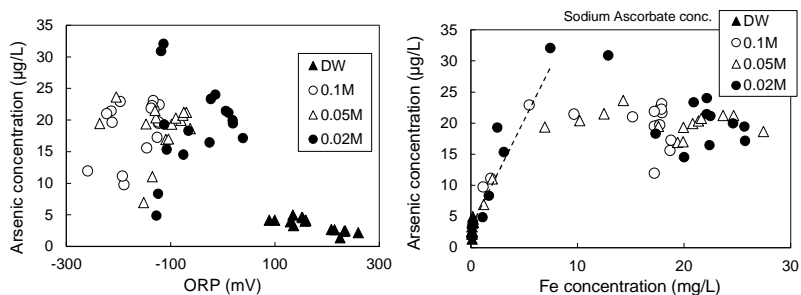 Arsenic concentration (µg/L)
35
30
25
20
15
10
5
0
-300
-100
100
300
ORP (mV)
DW
0.1M
0.05M
0.02M
Sodium Ascorbate conc.
Arsenic concentration (µg/L)
35
30
25
20
15
10
5
0
0
10
20
30
Fe concentration (mg/L)
DW
0.1M
0.05M
0.02M